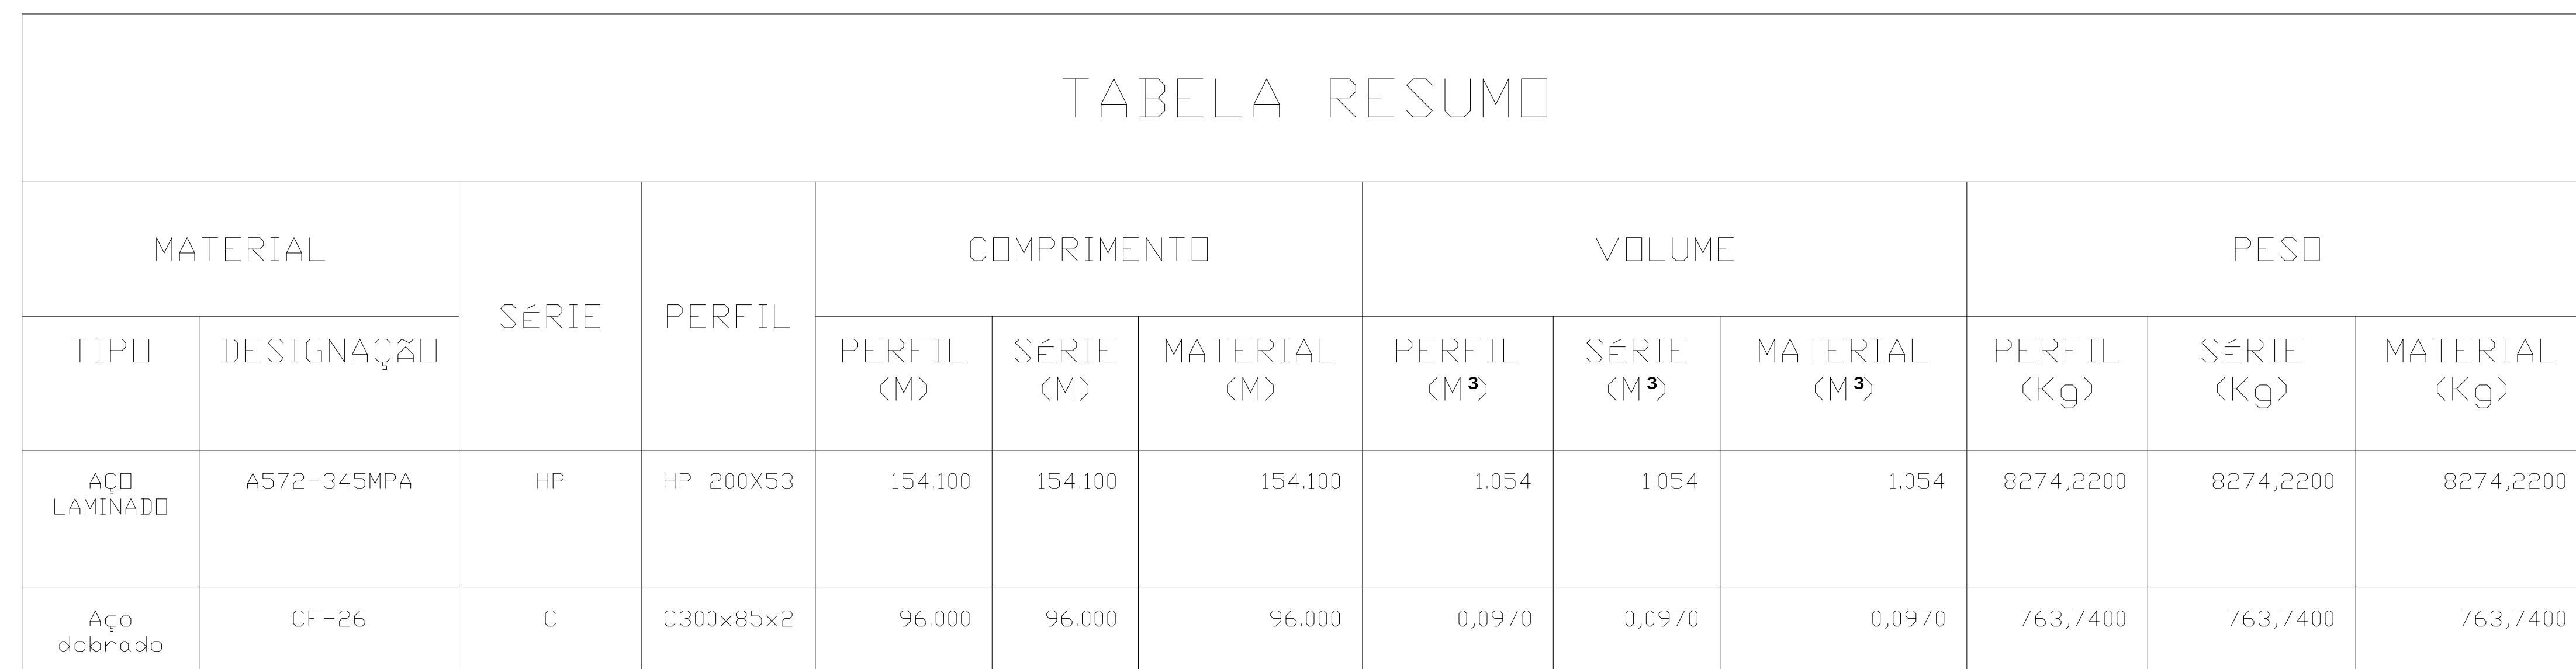 TABELA RESUMO
MATERIAL SÉRIE PERFIL COMPRIMENTO VOLUME PESO
TIPO DESIGNAÇÃO PERFIL (M) SÉRIE (M) MATERIAL (M) PERFIL (M³) SÉRIE (M³) MATERIAL (M³) PERFIL (Kg) SÉRIE (Kg) MATERIAL (Kg)
AÇO LAMINADO A572-345MPA HP HP 200X53 154.100 154.100 154.100 1.054 1.054 1.054 8274,2200 8274,2200 8274,2200
Aço dobrado CF-26 C C300x85x2 96.000 96.000 96.000 0,0970 0,0970 0,0970 763,7400 763,7400 763,7400